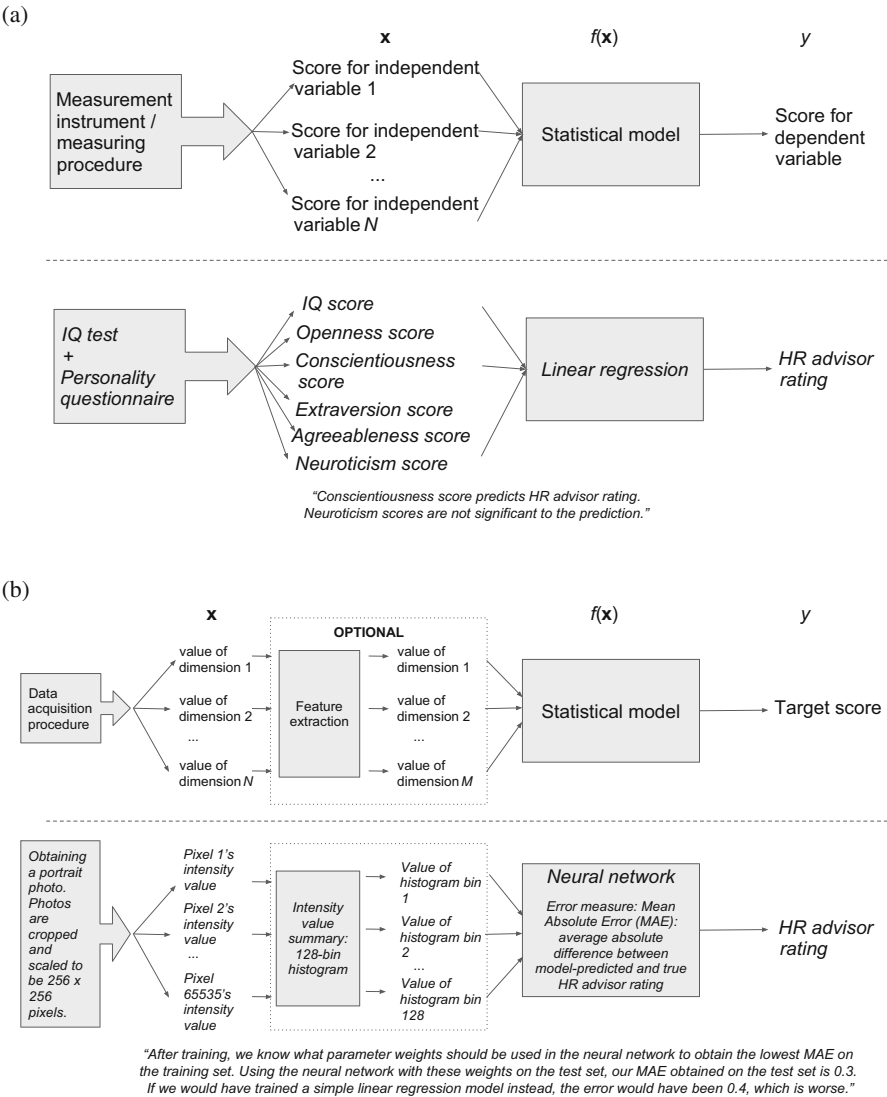 (a)
x
f(x)
y
Measurement
instrument /
measuring
procedure
Score for independent
variable 1
Score for independent
variable 2
...
Score for independent
variable N
Statistical model
Score for
dependent
variable
IQ test
+
Personality
questionnaire
IQ score
Openness score
Conscientiousness
score
Extraversion score
Agreeableness score
Neuroticism score
Linear regression
HR advisor
rating
“Conscientiousness score predicts HR advisor rating.
Neuroticism scores are not significant to the prediction.”
(b)
x
f(x)
y
Data
acquisition
procedure
value of
dimension 1
value of
dimension 2
...
value of
dimension N
OPTIONAL
Feature
extraction
value of
dimension 1
value of
dimension 2
...
value of
dimension M
Statistical model
Target score
Obtaining
a portrait
photo.
Photos are
cropped
and
scaled to
be 256 x
256
pixels.
Pixel 1’s
intensity
value
Pixel 2’s
intensity
value
...
Pixel
65535’s
intensity
value
Intensity
value
summary:
128-bin
histogram
Value of
histogram bin
1
Value of
histogram bin
2
...
Value of
histogram bin
128
Neural network
Error measure: Mean
Absolute Error (MAE):
average absolute
difference between
model-predicted and true
HR advisor rating
HR advisor
rating
“After training, we know what parameter weights should be used in the neural network to obtain the lowest MAE on
the training set. Using the neural network with these weights on the test set, our MAE obtained on the test set is 0.3.
If we would have trained a simple linear regression model instead, the error would have been 0.4, which is worse.”